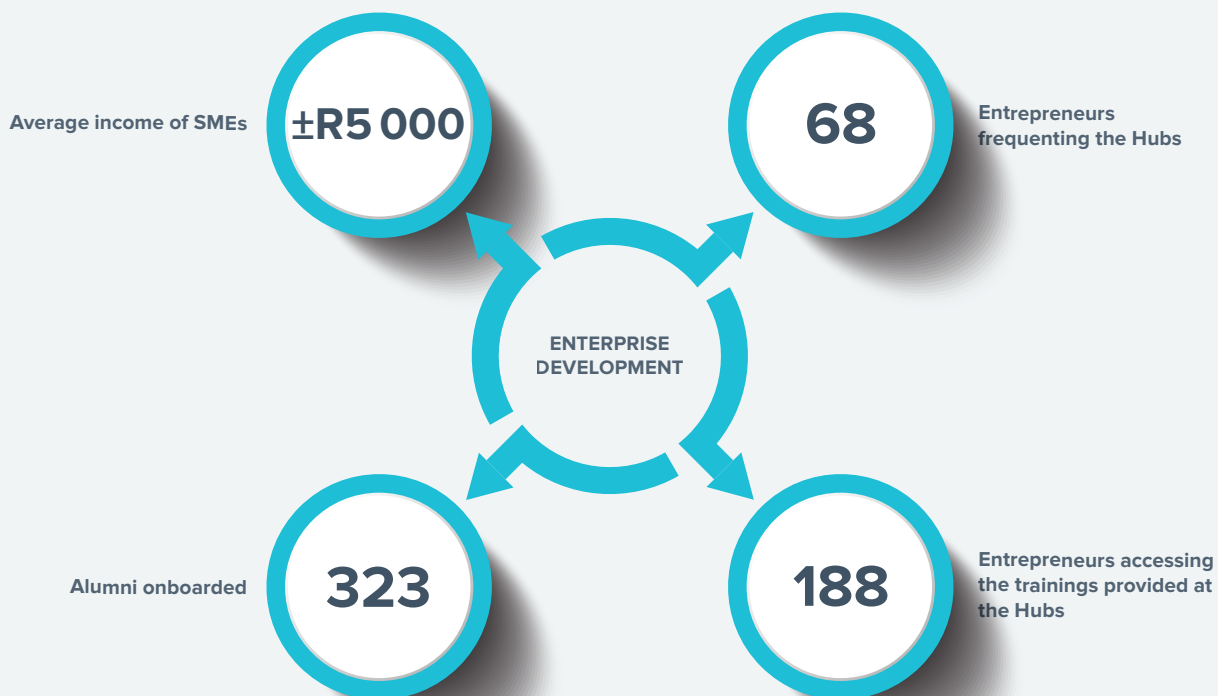 Average income of SMEs
±R5 000
68
Entrepreneurs
frequenting the Hubs
ENTERPRISE
DEVELOPMENT
Alumni onboarded
323
188
Entrepreneurs accessing
the trainings provided at
the Hubs